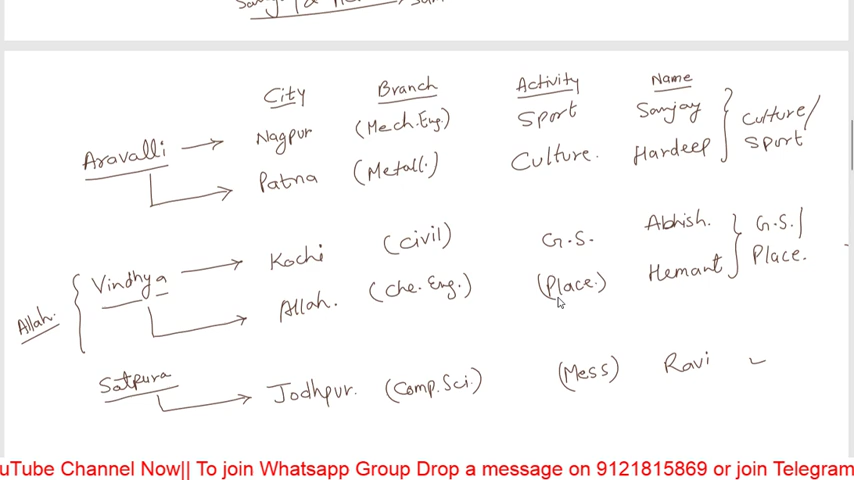 City Branch Activity Name
Aravalli → Nagpur (Mech.Eng.) Sport Sanjay } Culture/
Patna (Metall.) Culture. Hardeep Sport
Vindhya → Kochi (Civil) G.S. Abhish. } G.S./
Allah. { Allah. (Che. Eng.) (Place.) Hemant Place.
Satpura → Jodhpur. (Comp.Sci.) (Mess) Ravi
uTube Channel Now|| To join Whatsapp Group Drop a message on 9121815869 or join Telegram